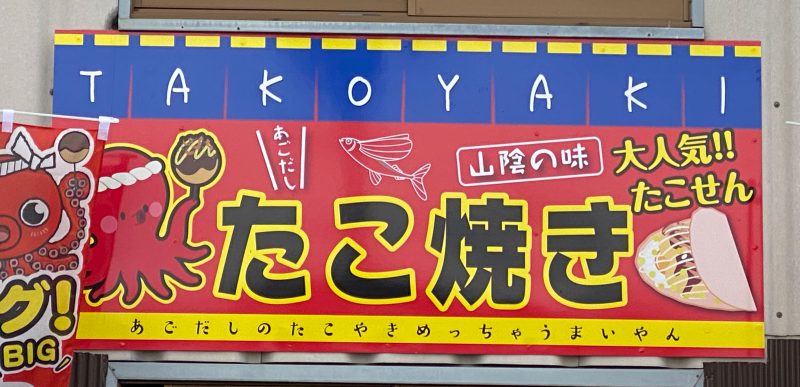 TAKOYAKI
あごだし
山陰の味
大人気!!
たこせん
たこ焼き
あごだしのたこやきめっちゃうまいやん
グ!
BIG